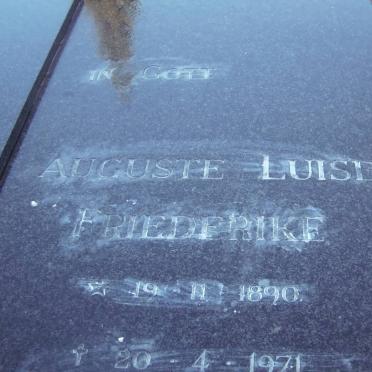 IN GOTT
AUGUSTE LUISE
FRIEDERIKE
☆ 19 · 11 · 1890
† 20 · 4 · 1971